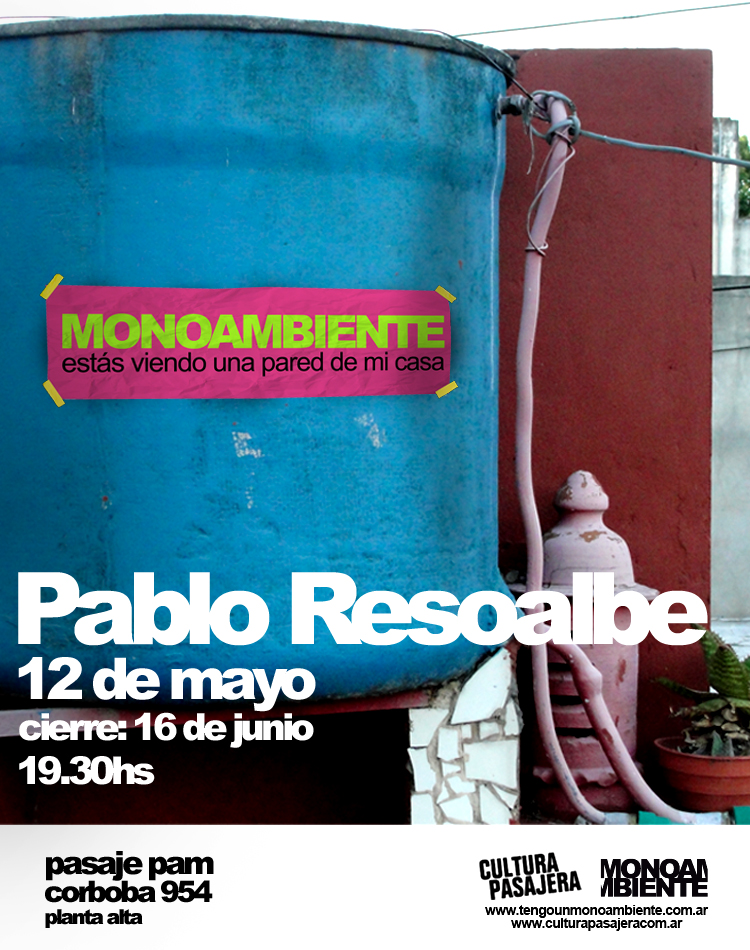 MONOAMBIENTE
estás viendo una pared de mi casa
Pablo Resoalbe
12 de mayo
cierre: 16 de junio
19.30hs
pasaje pam
corboba 954
planta alta
CULTURA
PASAJERA
MONOAM
MBIENTE
www.tengounmonoambiente.com.ar
www.culturapasajeracom.ar